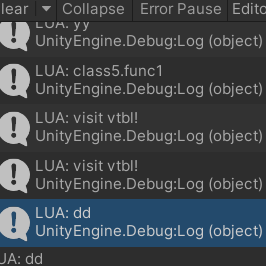 lear Collapse Error Pause Edito
LUA: yy
UnityEngine.Debug:Log (object)
LUA: class5.func1
UnityEngine.Debug:Log (object)
LUA: visit vtbl!
UnityEngine.Debug:Log (object)
LUA: visit vtbl!
UnityEngine.Debug:Log (object)
LUA: dd
UnityEngine.Debug:Log (object)
UA: dd